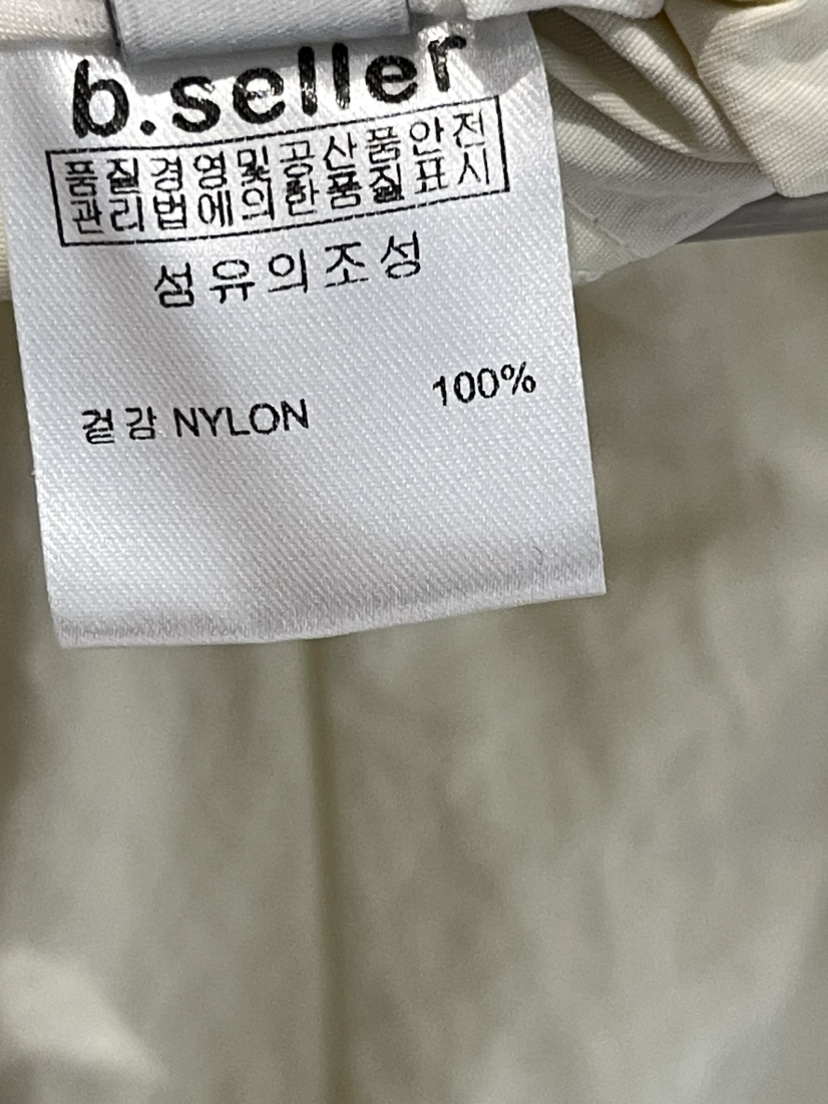 b.seller
품질경영및공산품안전
관리법에의한품질표시
섬유의조성
겉감 NYLON 100%